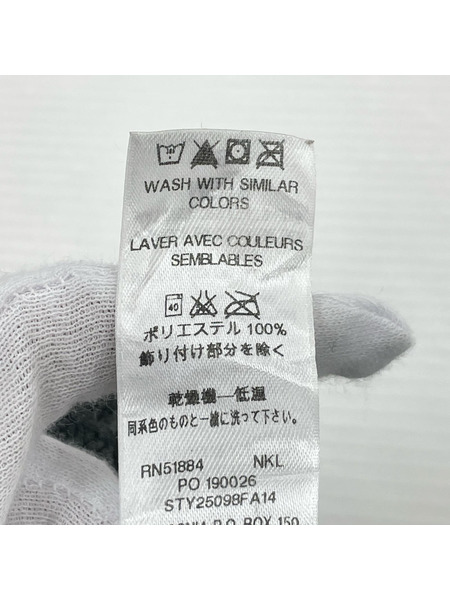 WASH WITH SIMILAR
COLORS
LAVER AVEC COULEURS
SEMBLABLES
40
ポリエステル 100%
飾り付け部分を除く
乾燥機—低温
同系色のものと一緒に洗って下さい。
RN51884 NKL
PO 190026
STY25098FA14
P.O. BOX 150